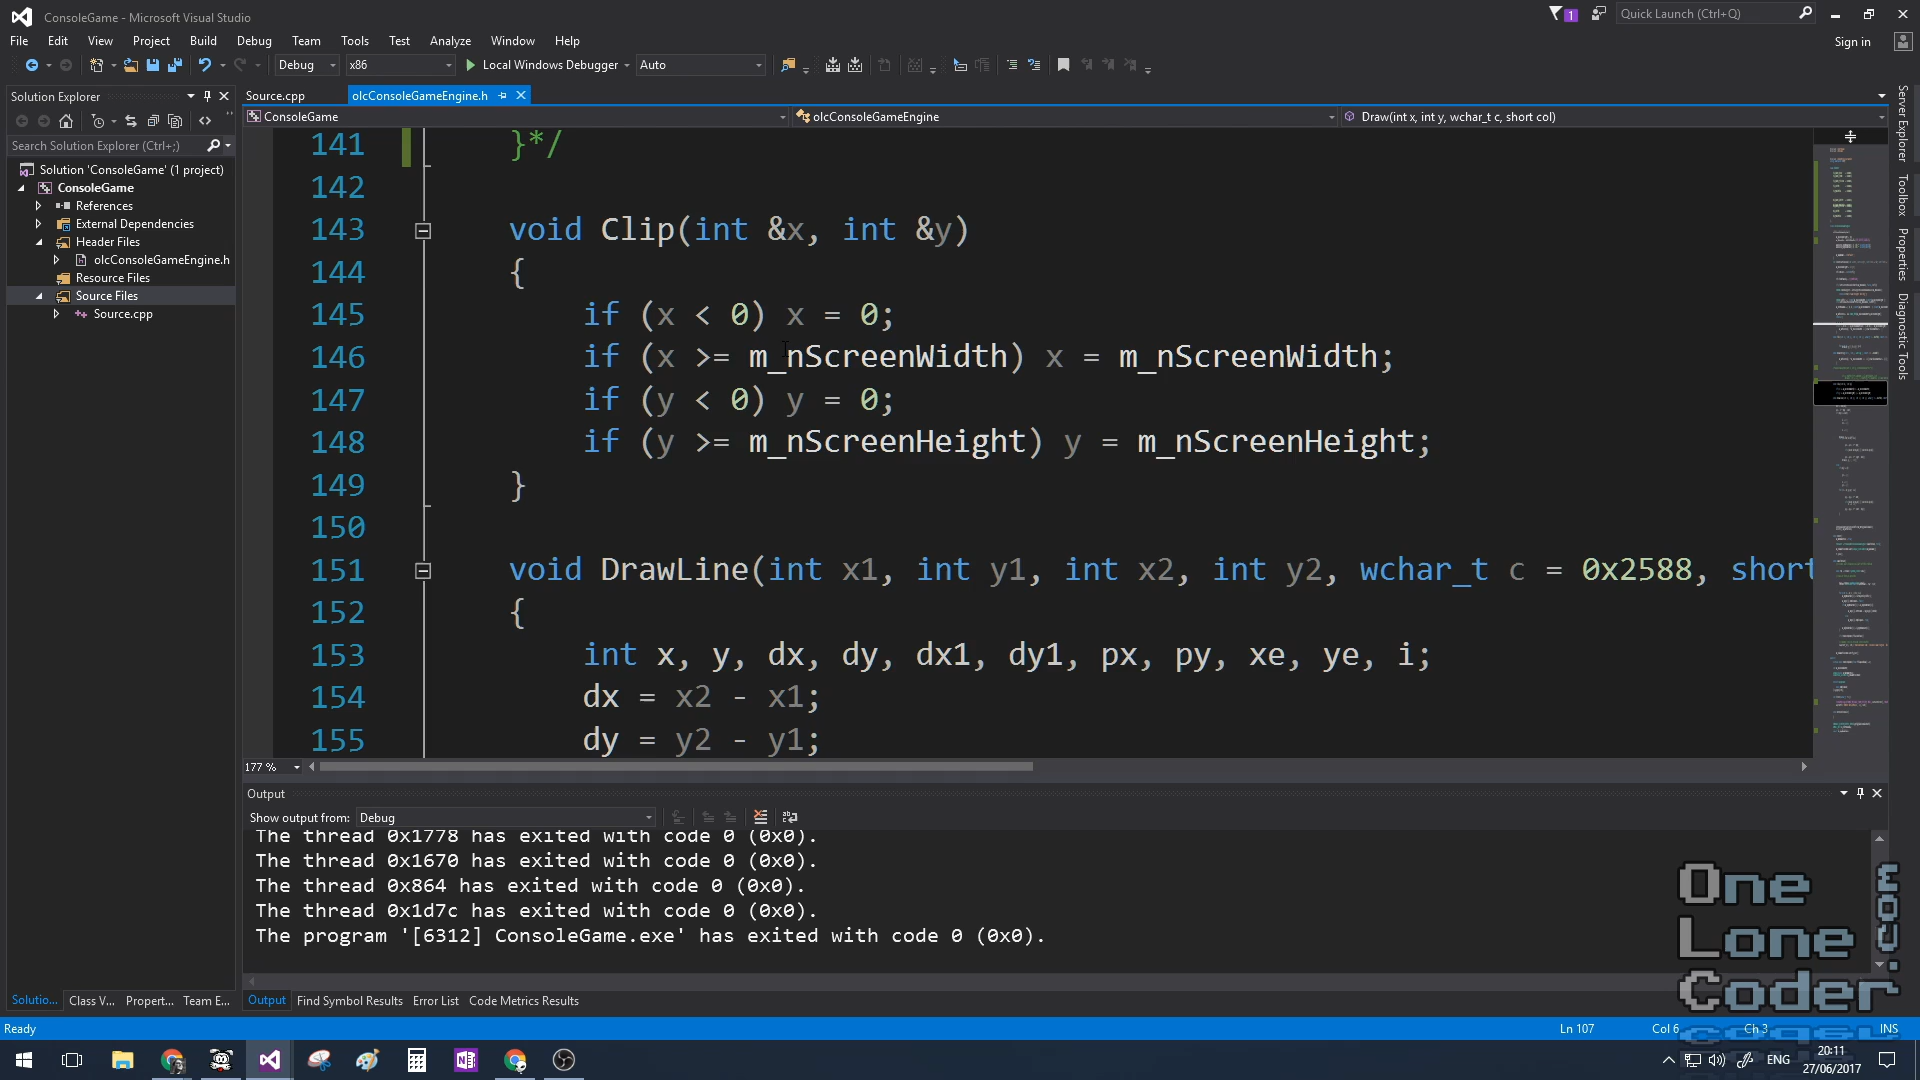 ConsoleGame - Microsoft Visual Studio
1
Quick Launch (Ctrl+Q)
File Edit View Project Build Debug Team Tools Test Analyze Window Help
Sign in
Debug x86 Local Windows Debugger Auto
Solution Explorer
Source.cpp olcConsoleGameEngine.h
ConsoleGame olcConsoleGameEngine Draw(int x, int y, wchar_t c, short col)
Search Solution Explorer (Ctrl+;)
Solution 'ConsoleGame' (1 project)
ConsoleGame
References
External Dependencies
Header Files
olcConsoleGameEngine.h
Resource Files
Source Files
Source.cpp
141 }*/
142
143 void Clip(int &x, int &y)
144 {
145 if (x < 0) x = 0;
146 if (x >= m_nScreenWidth) x = m_nScreenWidth;
147 if (y < 0) y = 0;
148 if (y >= m_nScreenHeight) y = m_nScreenHeight;
149 }
150
151 void DrawLine(int x1, int y1, int x2, int y2, wchar_t c = 0x2588, short
152 {
153 int x, y, dx, dy, dx1, dy1, px, py, xe, ye, i;
154 dx = x2 - x1;
155 dy = y2 - y1;
177 %
Server Explorer
Toolbox
Properties
Diagnostic Tools
Output
Show output from: Debug
The thread 0x1778 has exited with code 0 (0x0).
The thread 0x1670 has exited with code 0 (0x0).
The thread 0x864 has exited with code 0 (0x0).
The thread 0x1d7c has exited with code 0 (0x0).
The program '[6312] ConsoleGame.exe' has exited with code 0 (0x0).
One
Lone
Coder
.com
Solutio... Class V... Propert... Team E... Output Find Symbol Results Error List Code Metrics Results
Ready Ln 107 Col 6 Ch 3 INS
ENG
20:11
27/06/2017